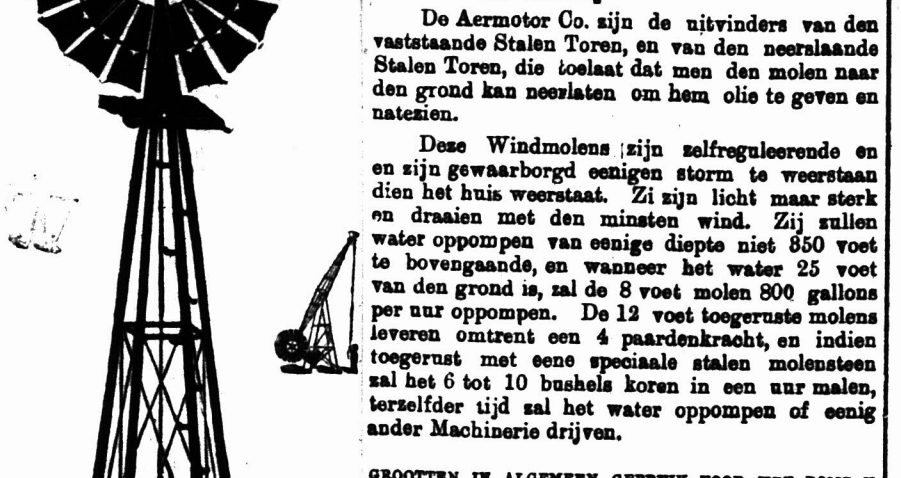 De Aermotor Co. zijn de uitvinders van den
vaststaande Stalen Toren, en van den neerslaande
Stalen Toren, die toelaat dat men den molen naar
den grond kan neerlaten om hem olie te geven en
natezien.
Deze Windmolens zijn zelfreguleerende en
en zijn gewaarborgd eenigen storm te weerstaan
dien het huis weerstaat. Zi zijn licht maar sterk
en draaien met den minsten wind. Zij zullen
water oppompen van eenige diepte niet 350 voet
te bovengaande, en wanneer het water 25 voet
van den grond is, zal de 8 voet molen 800 gallons
per uur oppompen. De 12 voet toegeruste molens
leveren omtrent een 4 paardenkracht, en indien
toegerust met eene speciaale stalen molensteen
zal het 6 tot 10 bushels koren in een uur malen,
terzelfder tijd zal het water oppompen of eenig
ander Machinerie drijven.
GROOTTEN IN ALGEMEEN GEBRUIK VOOR